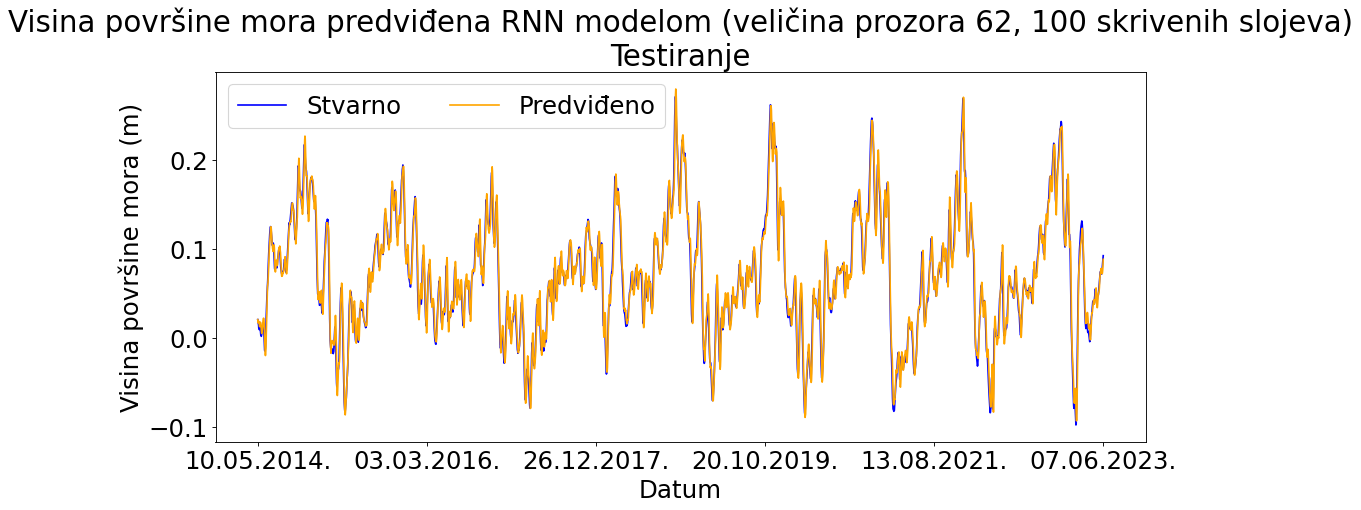 Visina površine mora predviđena RNN modelom (veličina prozora 62, 100 skrivenih slojeva)
Testiranje
Stvarno
Predviđeno
Visina površine mora (m)
0.2
0.1
0.0
−0.1
10.05.2014.
03.03.2016.
26.12.2017.
20.10.2019.
13.08.2021.
07.06.2023.
Datum